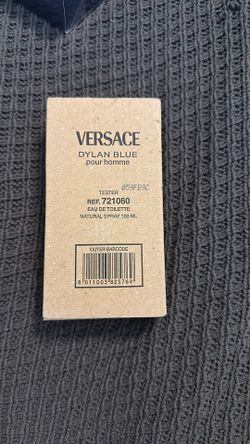 VERSACE
DYLAN BLUE
pour homme
TESTER 059FD9C
REF. 721060
EAU DE TOILETTE
NATURAL SPRAY 100 ML
OUTER BARCODE
8 011003 825769